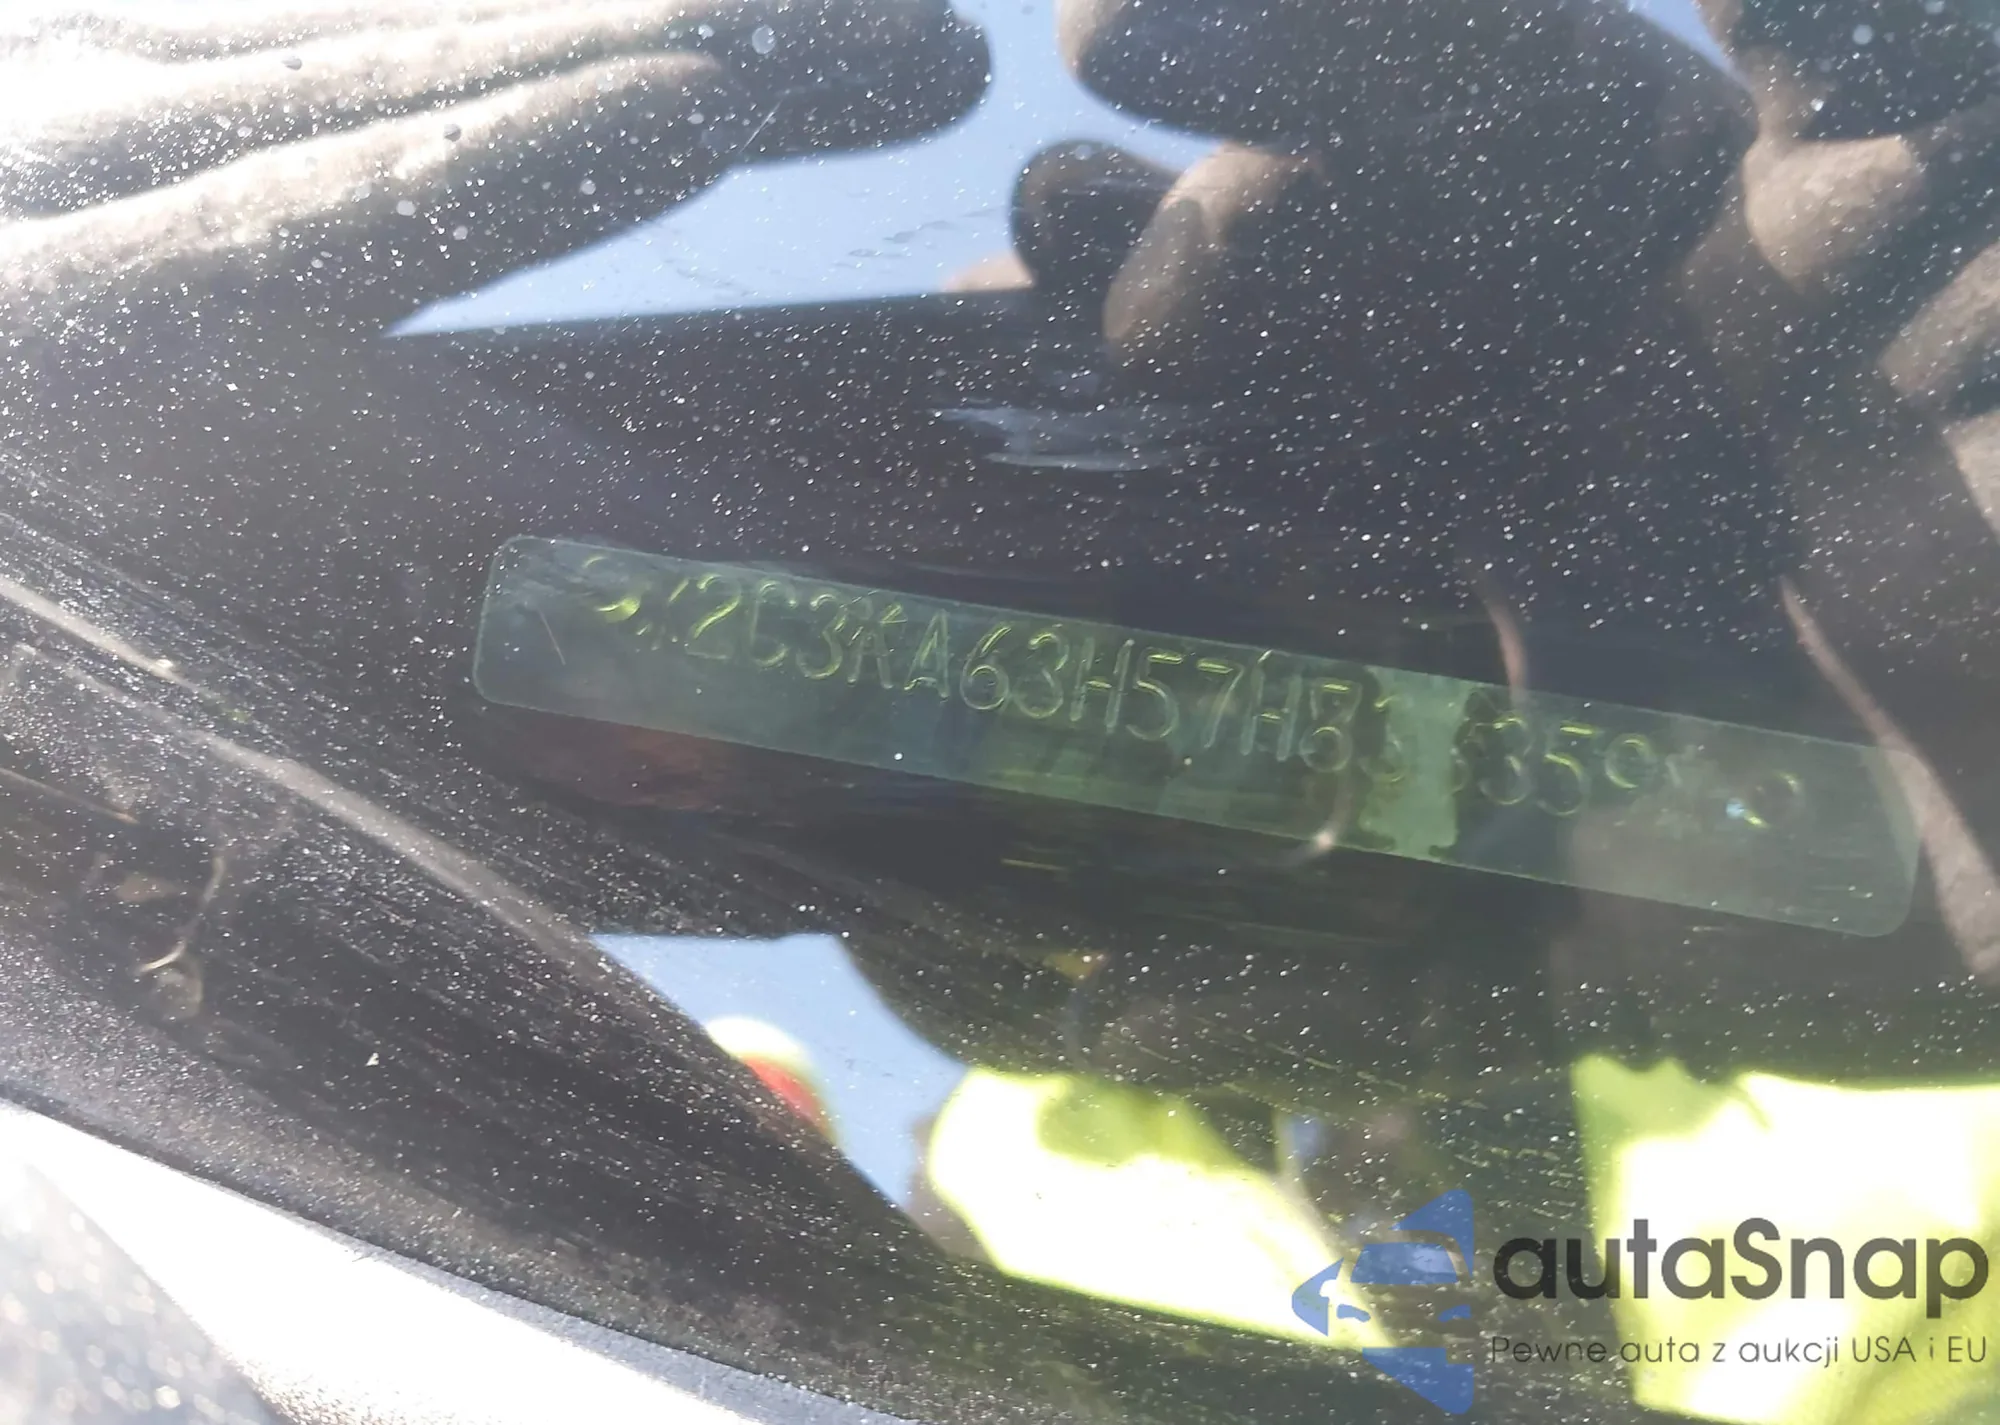 2C3KA63H57H
autaSnap
Pewne auta z aukcji USA i EU